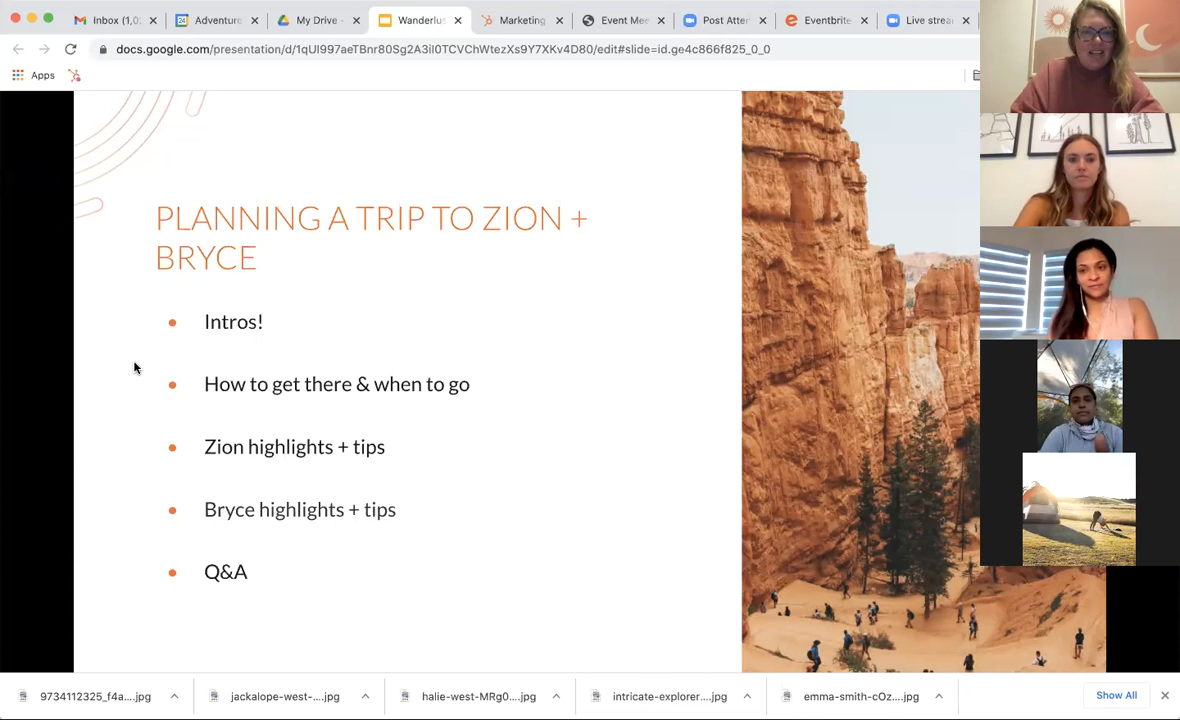 Inbox (1,0
Adventure
My Drive -
Wanderlus
Marketing
Event Mee
Post Atter
Eventbrite
Live strea
docs.google.com/presentation/d/1qUI997aeTBnr80Sg2A3il0TCVChWtezXs9Y7XKv4D80/edit#slide=id.ge4c866f825_0_0
Apps
PLANNING A TRIP TO ZION +
BRYCE
Intros!
How to get there & when to go
Zion highlights + tips
Bryce highlights + tips
Q&A
9734112325_f4a....jpg
jackalope-west-....jpg
halie-west-MRg0....jpg
intricate-explorer....jpg
emma-smith-cOz....jpg
Show All